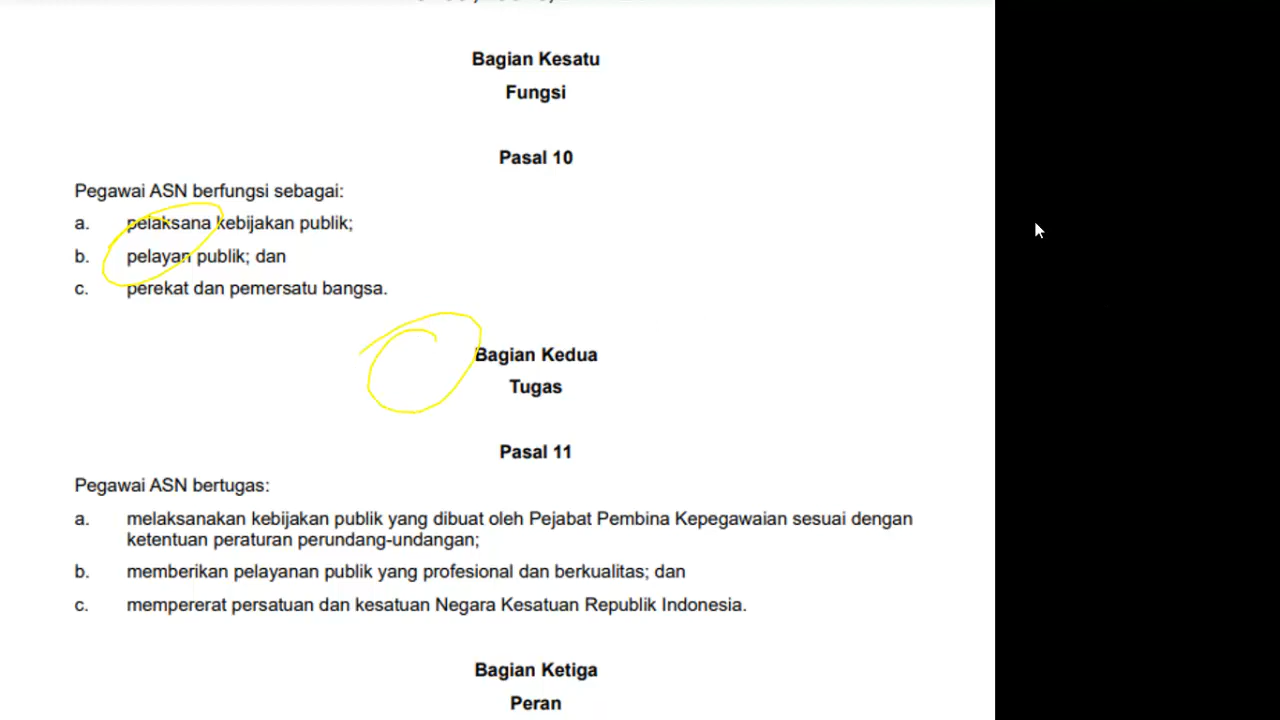 Bagian Kesatu
Fungsi
Pasal 10
Pegawai ASN berfungsi sebagai:
a. pelaksana kebijakan publik;
b. pelayan publik; dan
c. perekat dan pemersatu bangsa.
Bagian Kedua
Tugas
Pasal 11
Pegawai ASN bertugas:
a. melaksanakan kebijakan publik yang dibuat oleh Pejabat Pembina Kepegawaian sesuai dengan
ketentuan peraturan perundang-undangan;
b. memberikan pelayanan publik yang profesional dan berkualitas; dan
c. mempererat persatuan dan kesatuan Negara Kesatuan Republik Indonesia.
Bagian Ketiga
Peran